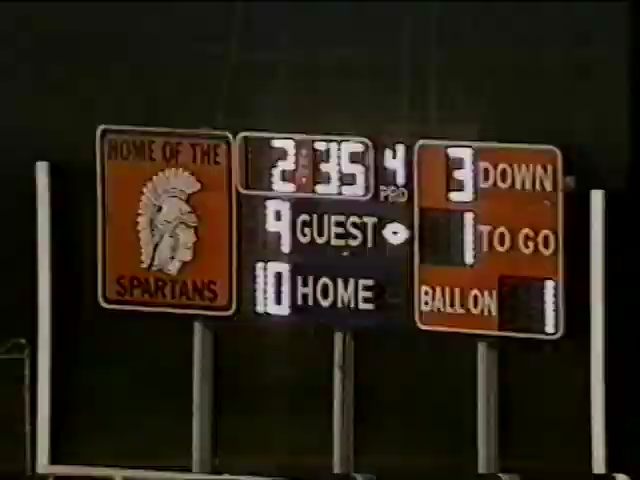 HOME OF THE
SPARTANS
2:35 4
PRD
9 GUEST
10 HOME
3 DOWN
1 TO GO
BALL ON 1